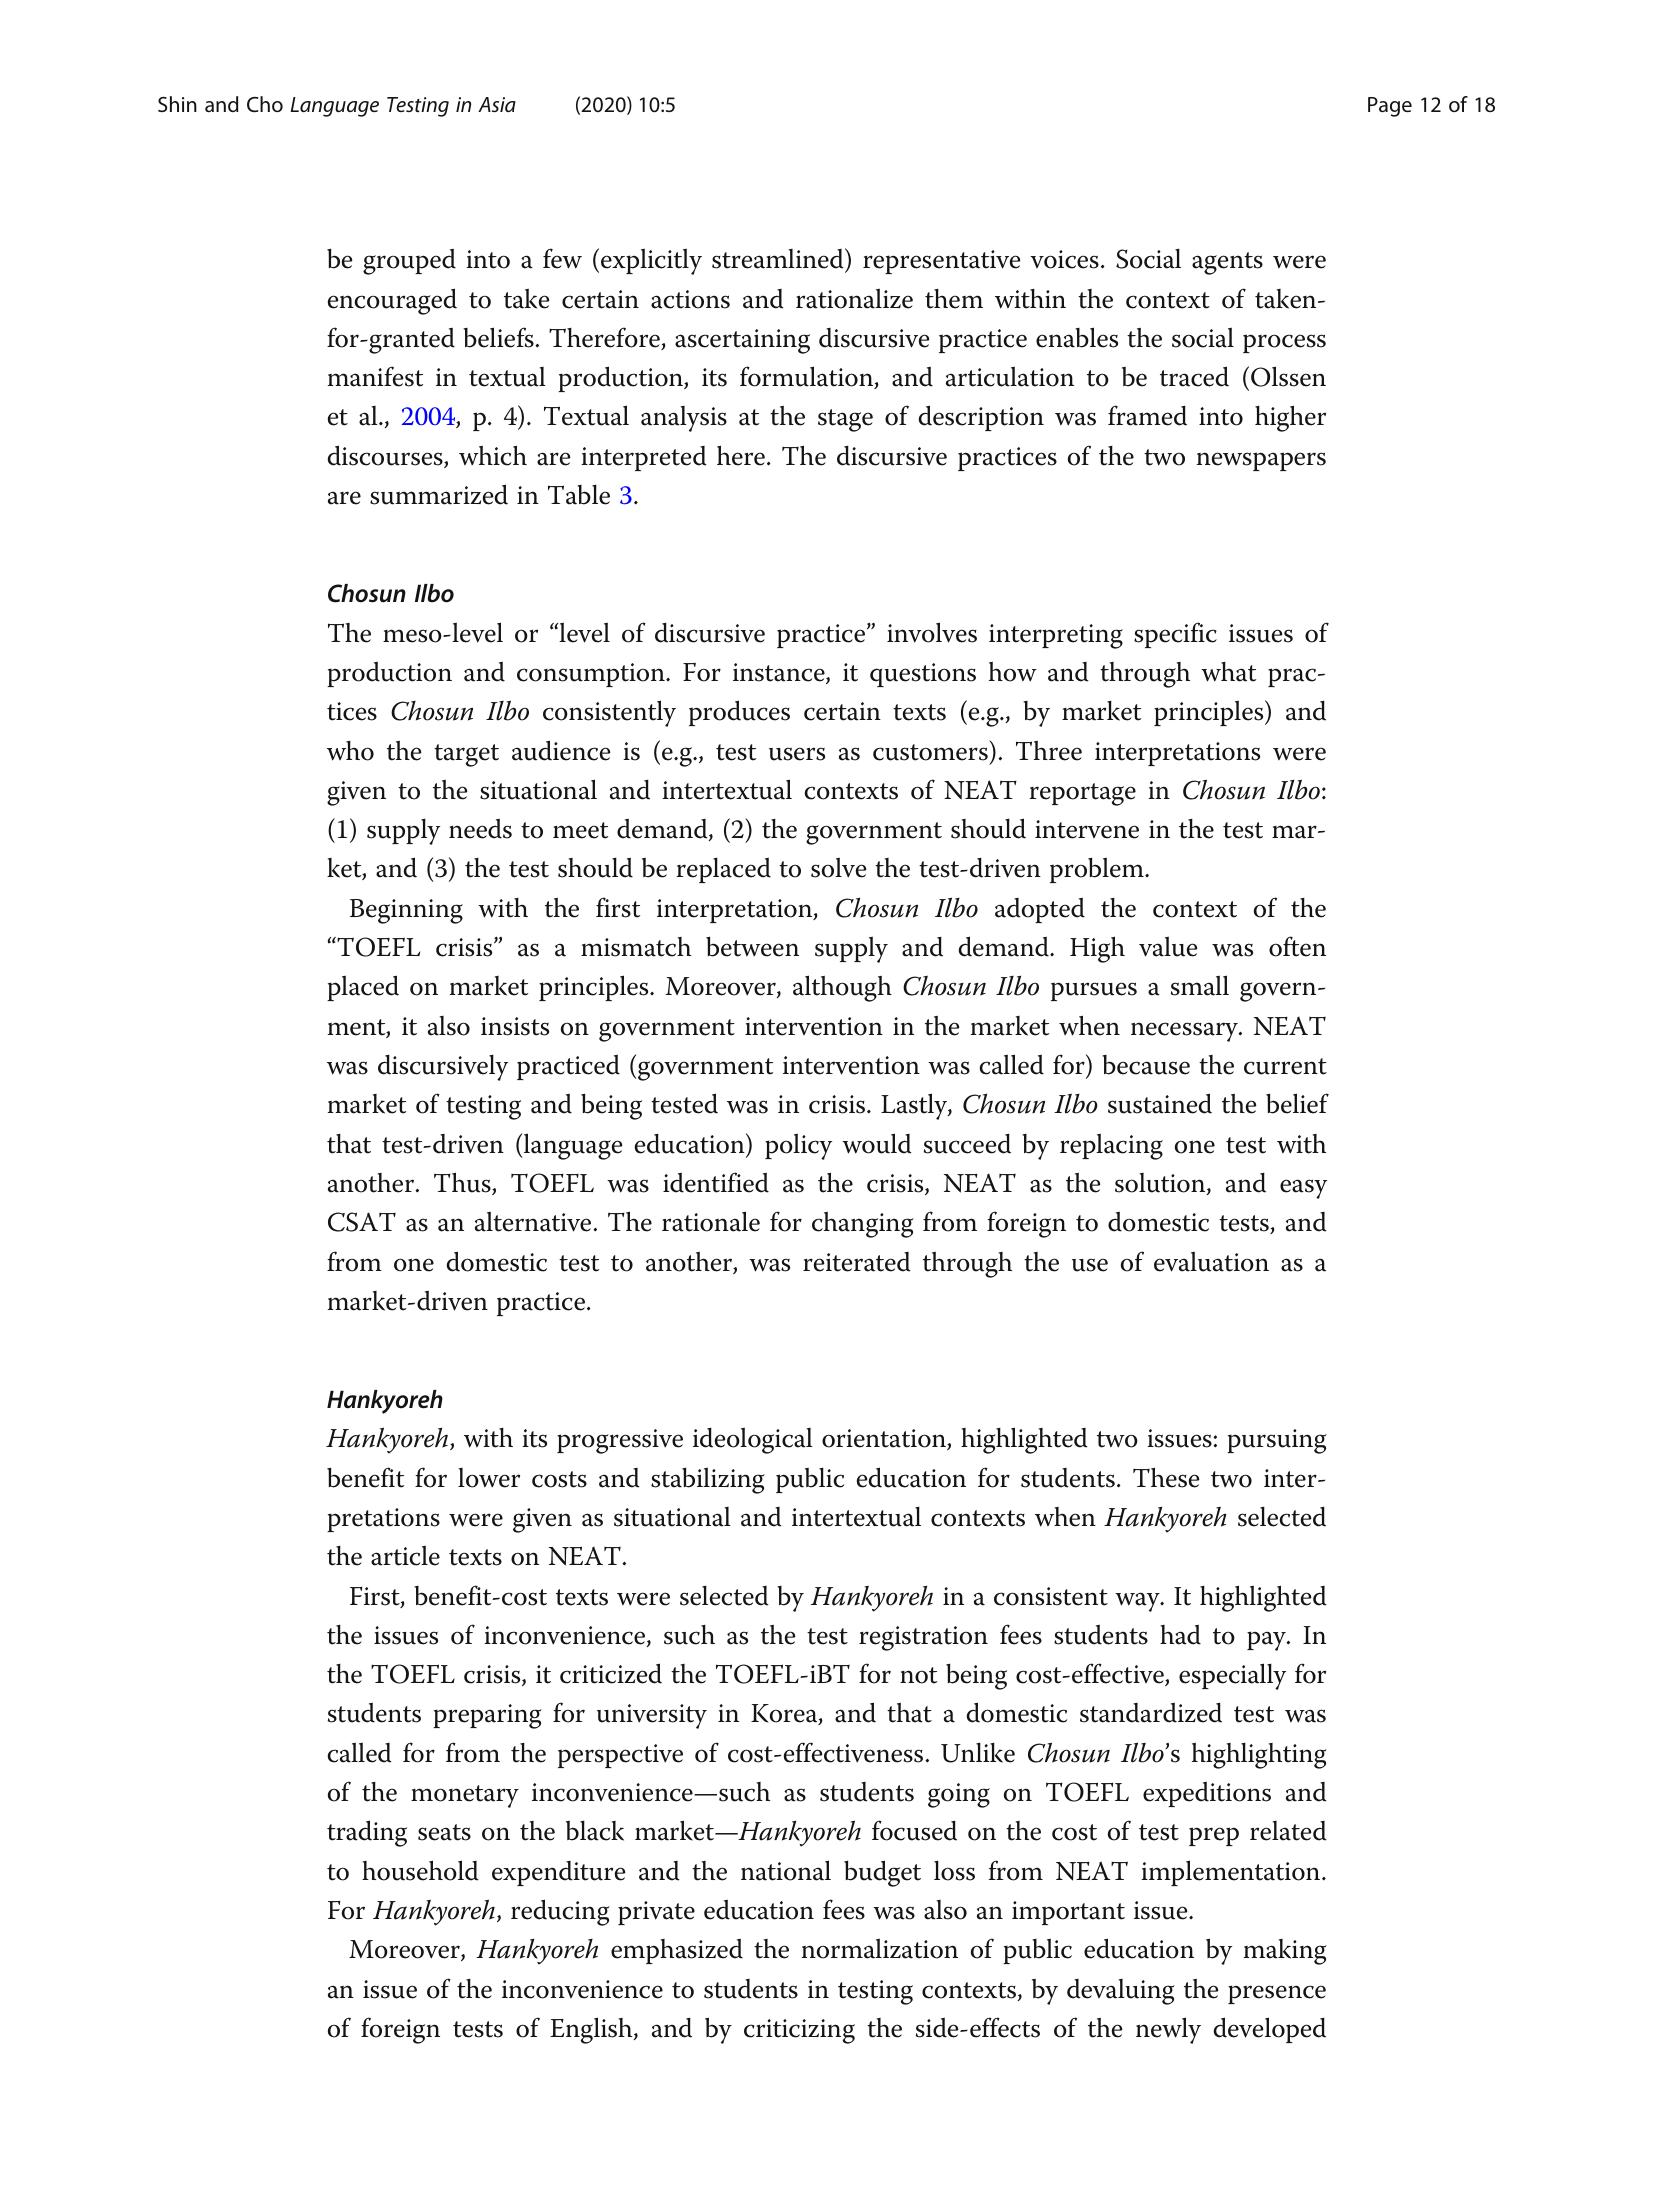 Shin and Cho Language Testing in Asia (2020) 10:5 Page 12 of 18
be grouped into a few (explicitly streamlined) representative voices. Social agents were
encouraged to take certain actions and rationalize them within the context of taken-
for-granted beliefs. Therefore, ascertaining discursive practice enables the social process
manifest in textual production, its formulation, and articulation to be traced (Olssen
et al., 2004, p. 4). Textual analysis at the stage of description was framed into higher
discourses, which are interpreted here. The discursive practices of the two newspapers
are summarized in Table 3.
Chosun Ilbo
The meso-level or “level of discursive practice” involves interpreting specific issues of
production and consumption. For instance, it questions how and through what prac-
tices Chosun Ilbo consistently produces certain texts (e.g., by market principles) and
who the target audience is (e.g., test users as customers). Three interpretations were
given to the situational and intertextual contexts of NEAT reportage in Chosun Ilbo:
(1) supply needs to meet demand, (2) the government should intervene in the test mar-
ket, and (3) the test should be replaced to solve the test-driven problem.
Beginning with the first interpretation, Chosun Ilbo adopted the context of the
“TOEFL crisis” as a mismatch between supply and demand. High value was often
placed on market principles. Moreover, although Chosun Ilbo pursues a small govern-
ment, it also insists on government intervention in the market when necessary. NEAT
was discursively practiced (government intervention was called for) because the current
market of testing and being tested was in crisis. Lastly, Chosun Ilbo sustained the belief
that test-driven (language education) policy would succeed by replacing one test with
another. Thus, TOEFL was identified as the crisis, NEAT as the solution, and easy
CSAT as an alternative. The rationale for changing from foreign to domestic tests, and
from one domestic test to another, was reiterated through the use of evaluation as a
market-driven practice.
Hankyoreh
Hankyoreh, with its progressive ideological orientation, highlighted two issues: pursuing
benefit for lower costs and stabilizing public education for students. These two inter-
pretations were given as situational and intertextual contexts when Hankyoreh selected
the article texts on NEAT.
First, benefit-cost texts were selected by Hankyoreh in a consistent way. It highlighted
the issues of inconvenience, such as the test registration fees students had to pay. In
the TOEFL crisis, it criticized the TOEFL-iBT for not being cost-effective, especially for
students preparing for university in Korea, and that a domestic standardized test was
called for from the perspective of cost-effectiveness. Unlike Chosun Ilbo’s highlighting
of the monetary inconvenience—such as students going on TOEFL expeditions and
trading seats on the black market—Hankyoreh focused on the cost of test prep related
to household expenditure and the national budget loss from NEAT implementation.
For Hankyoreh, reducing private education fees was also an important issue.
Moreover, Hankyoreh emphasized the normalization of public education by making
an issue of the inconvenience to students in testing contexts, by devaluing the presence
of foreign tests of English, and by criticizing the side-effects of the newly developed